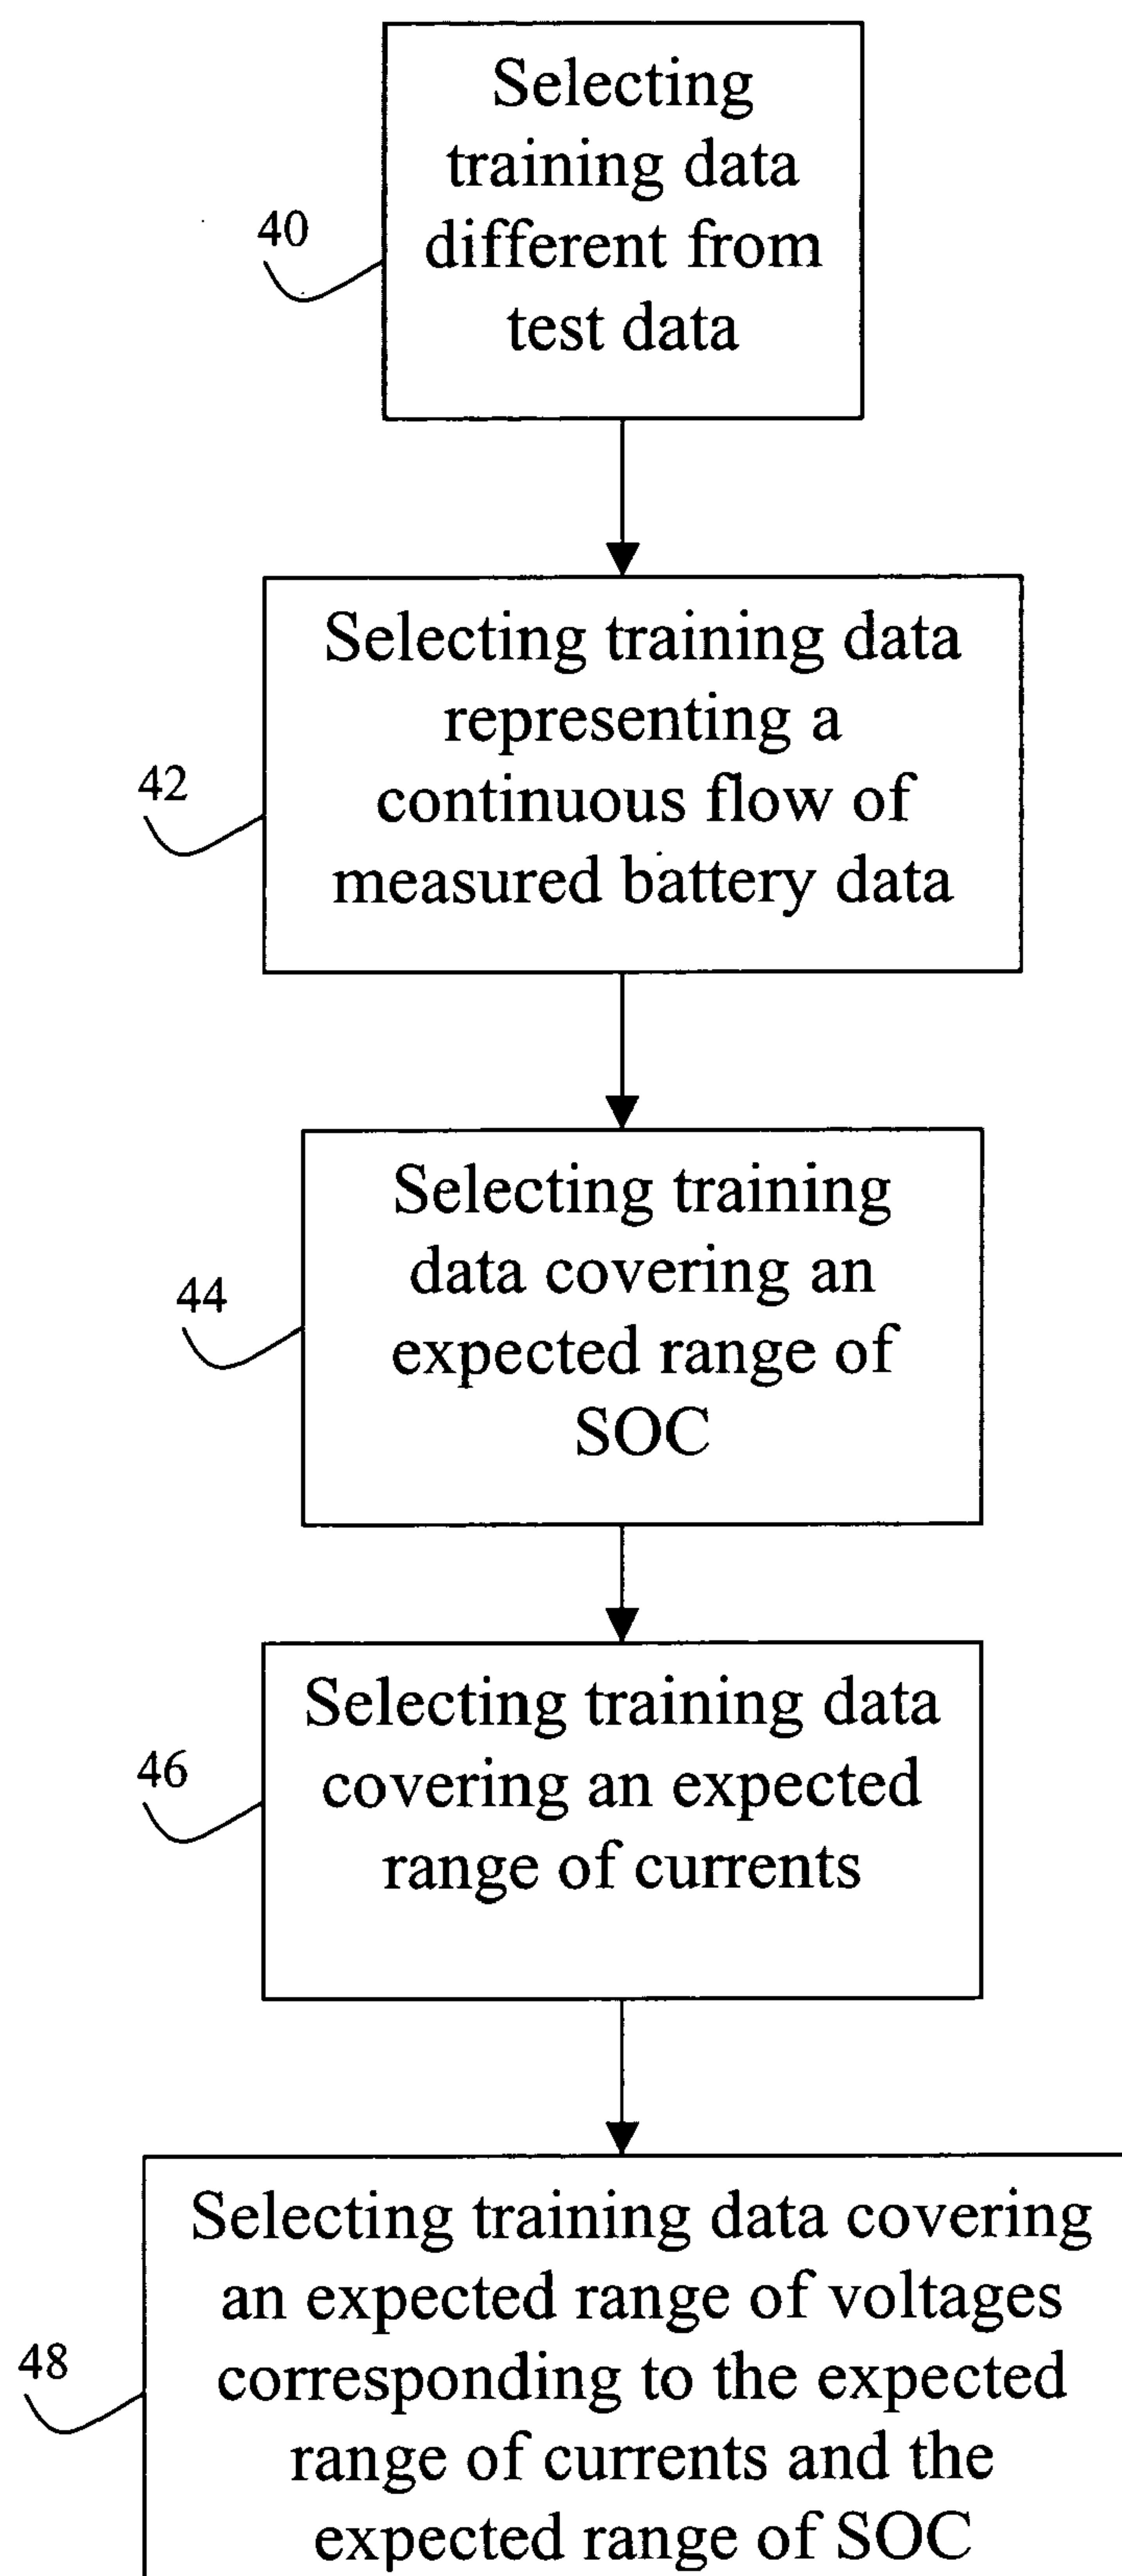 Selecting
training data
different from
test data
40
Selecting training data
representing a
continuous flow of
measured battery data
42
Selecting training
data covering an
expected range of
SOC
44
Selecting training data
covering an expected
range of currents
46
Selecting training data covering
an expected range of voltages
corresponding to the expected
range of currents and the
expected range of SOC
48